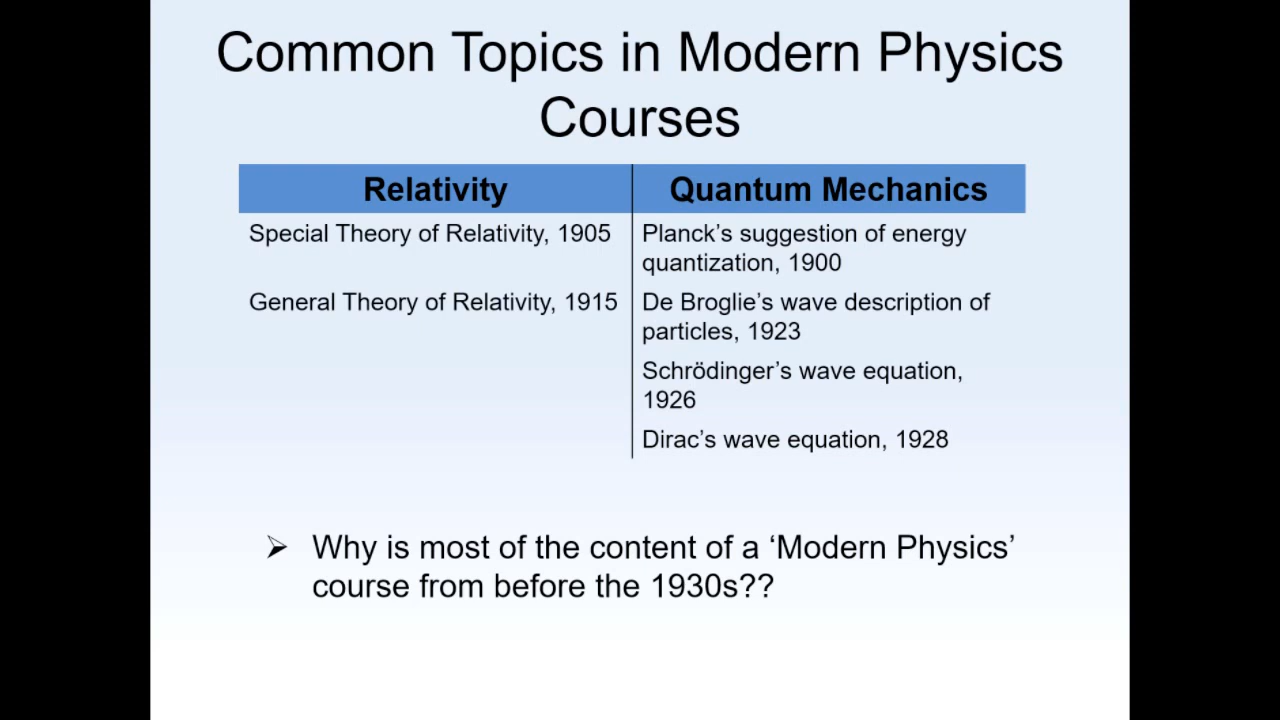 Common Topics in Modern Physics
Courses
Relativity
Quantum Mechanics
Special Theory of Relativity, 1905
Planck’s suggestion of energy
quantization, 1900
General Theory of Relativity, 1915
De Broglie’s wave description of
particles, 1923
Schrödinger’s wave equation,
1926
Dirac’s wave equation, 1928
➢ Why is most of the content of a ‘Modern Physics’
course from before the 1930s??